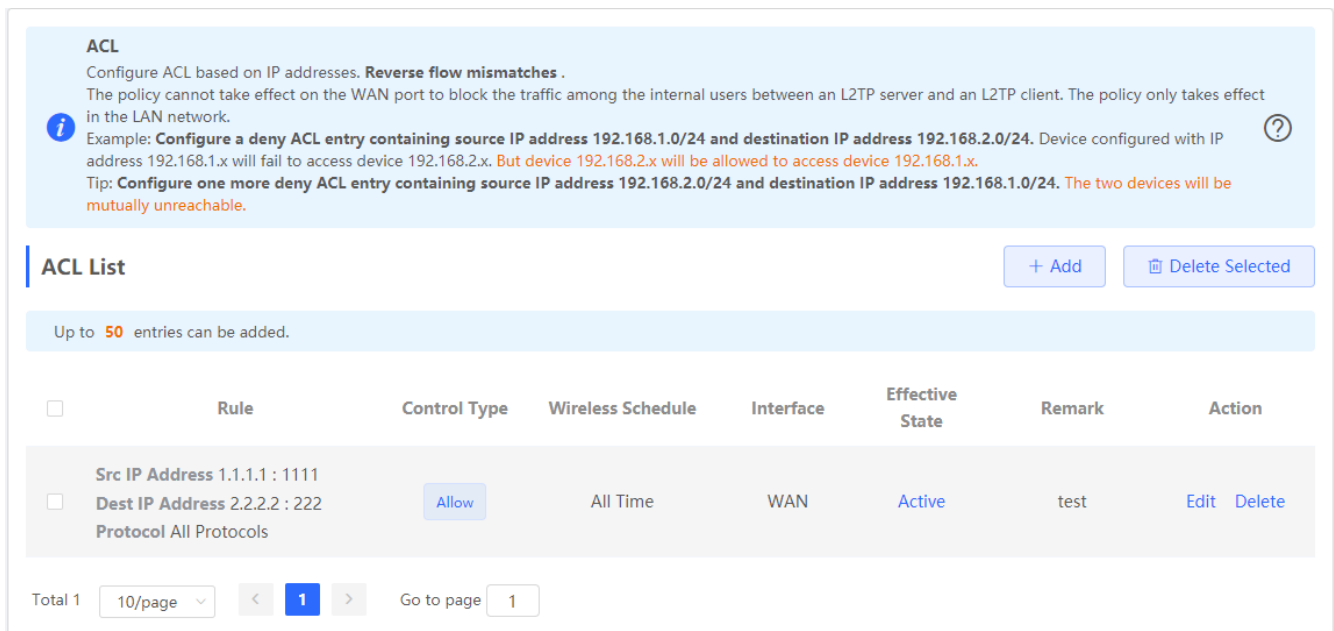 ACL
Configure ACL based on IP addresses. Reverse flow mismatches .
The policy cannot take effect on the WAN port to block the traffic among the internal users between an L2TP server and an L2TP client. The policy only takes effect
in the LAN network.
Example: Configure a deny ACL entry containing source IP address 192.168.1.0/24 and destination IP address 192.168.2.0/24. Device configured with IP
address 192.168.1.x will fail to access device 192.168.2.x. But device 192.168.2.x will be allowed to access device 192.168.1.x.
Tip: Configure one more deny ACL entry containing source IP address 192.168.2.0/24 and destination IP address 192.168.1.0/24. The two devices will be
mutually unreachable.
ACL List
+ Add
Delete Selected
Up to 50 entries can be added.
Rule Control Type Wireless Schedule Interface Effective State Remark Action
Src IP Address 1.1.1.1 : 1111
Dest IP Address 2.2.2.2 : 222
Protocol All Protocols
Allow All Time WAN Active test Edit Delete
Total 1 10/page < 1 > Go to page 1